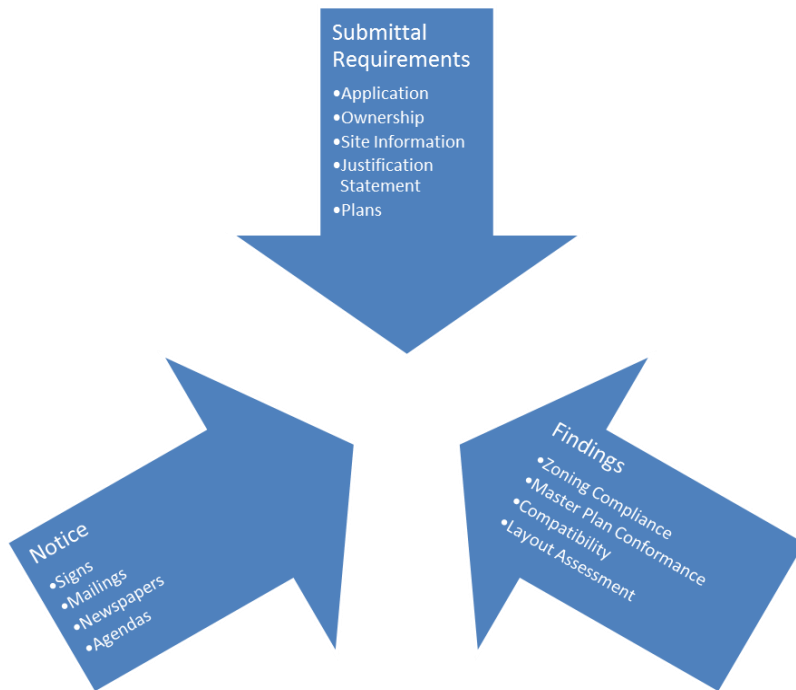 Submittal
Requirements
•Application
•Ownership
•Site Information
•Justification
Statement
•Plans
Notice
•Signs
•Mailings
•Newspapers
•Agendas
Findings
•Zoning Compliance
•Master Plan Conformance
•Compatibility
•Layout Assessment